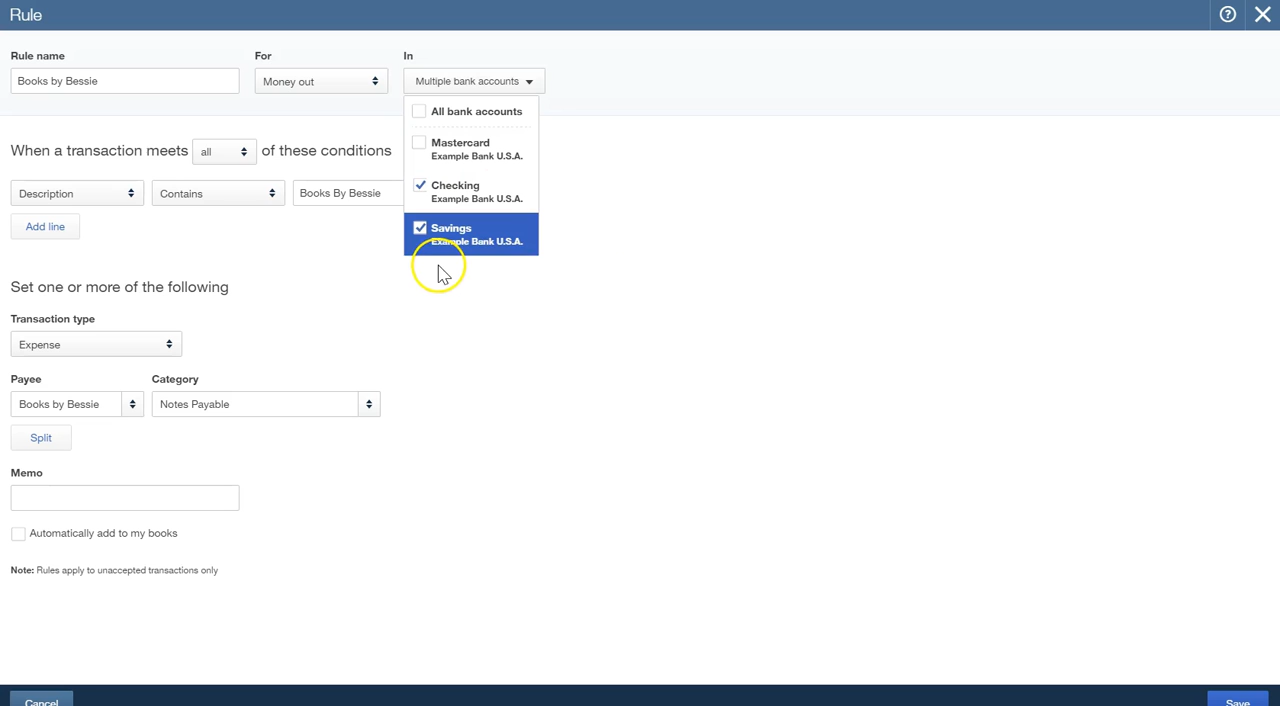 Rule
Rule name
For
In
Books by Bessie
Money out
Multiple bank accounts
All bank accounts
Mastercard
Example Bank U.S.A.
Checking
Example Bank U.S.A.
Savings
Example Bank U.S.A.
When a transaction meets all of these conditions
Description
Contains
Books By Bessie
Add line
Set one or more of the following
Transaction type
Expense
Payee
Category
Books by Bessie
Notes Payable
Split
Memo
Automatically add to my books
Note: Rules apply to unaccepted transactions only
Cancel
Save